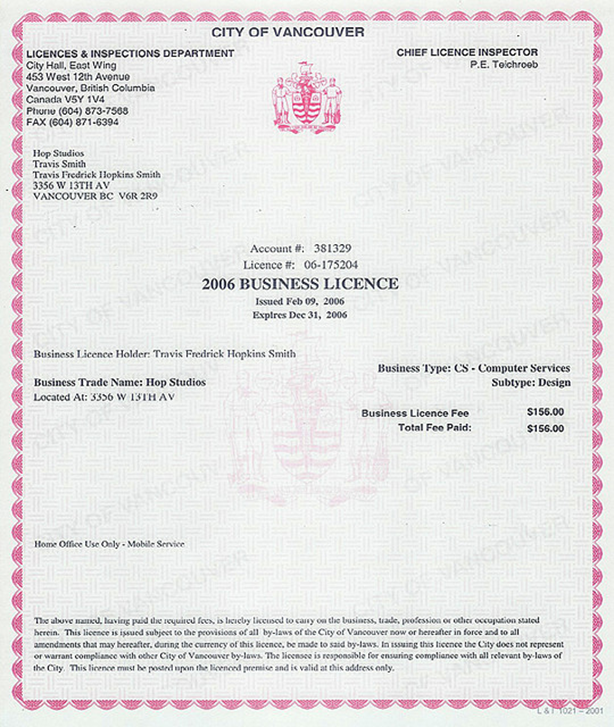 CITY OF VANCOUVER
LICENCES & INSPECTIONS DEPARTMENT
City Hall, East Wing
453 West 12th Avenue
Vancouver, British Columbia
Canada V5Y 1V4
Phone (604) 873-7568
FAX (604) 871-6394
CHIEF LICENCE INSPECTOR
P.E. Teichroeb
Hop Studios
Travis Smith
Travis Fredrick Hopkins Smith
3356 W 13TH AV
VANCOUVER BC V6R 2R9
Account #: 381329
Licence #: 06-175204
2006 BUSINESS LICENCE
Issued Feb 09, 2006
Expires Dec 31, 2006
Business Licence Holder: Travis Fredrick Hopkins Smith
Business Trade Name: Hop Studios
Located At: 3356 W 13TH AV
Business Type: CS - Computer Services
Subtype: Design
Business Licence Fee $156.00
Total Fee Paid: $156.00
Home Office Use Only - Mobile Service
The above named, having paid the required fees, is hereby licensed to carry on the business, trade, profession or other occupation stated
herein. This licence is issued subject to the provisions of all by-laws of the City of Vancouver now or hereafter in force and to all
amendments that may hereafter, during the currency of this licence, be made to said by-laws. In issuing this licence the City does not represent
or warrant compliance with other City of Vancouver by-laws. The licensee is responsible for ensuring compliance with all relevant by-laws of
the City. This licence must be posted upon the licenced premise and is valid at this address only.
L & I 1021 - 2001